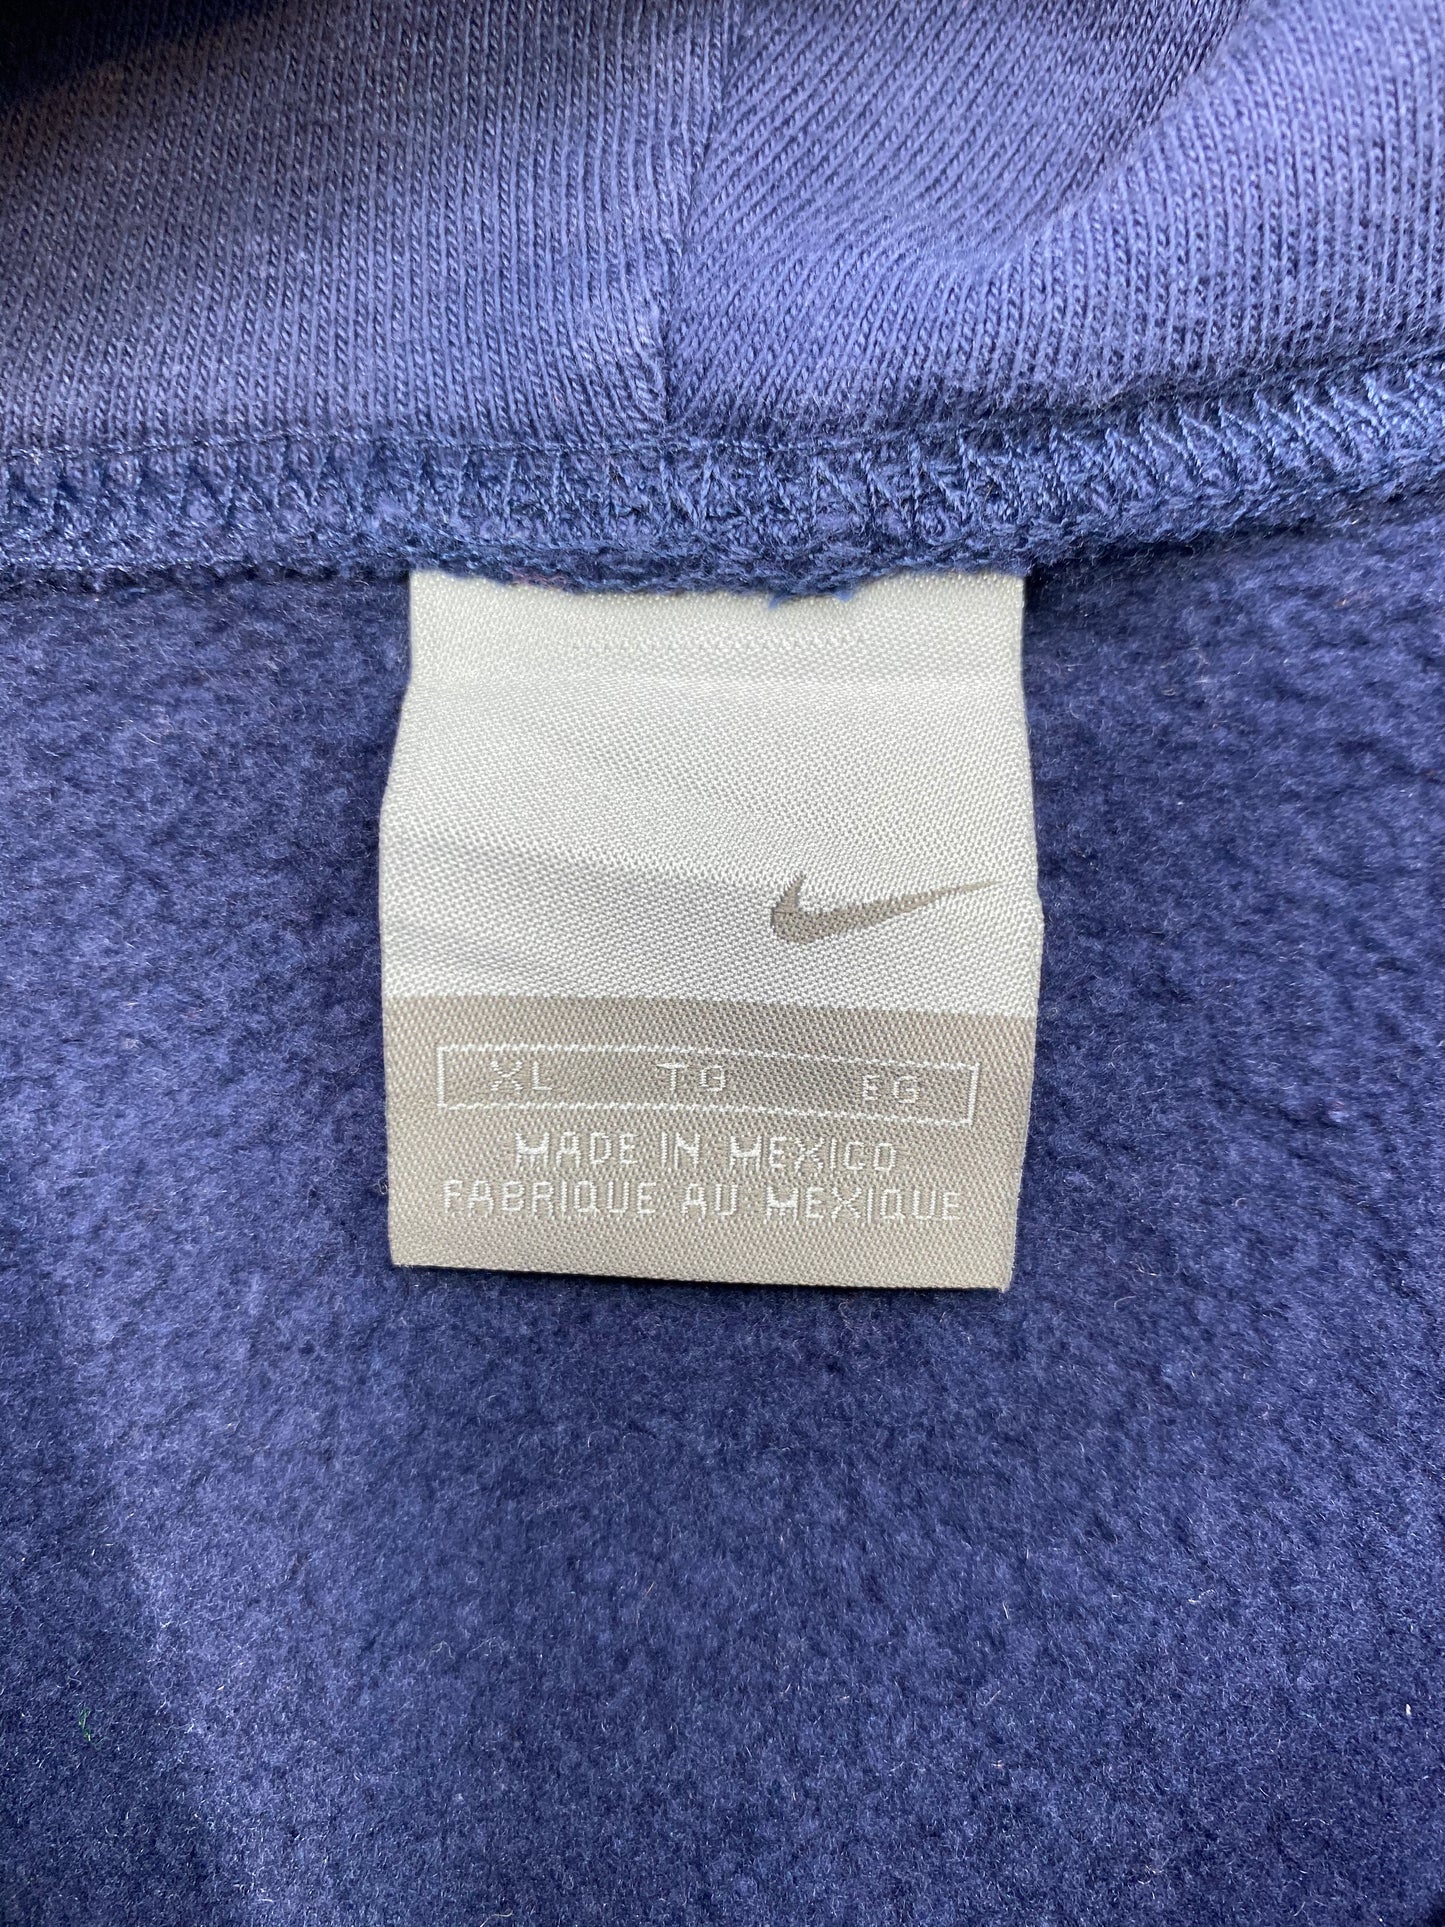 XL TG EG
MADE IN MEXICO
FABRIQUE AU MEXIQUE